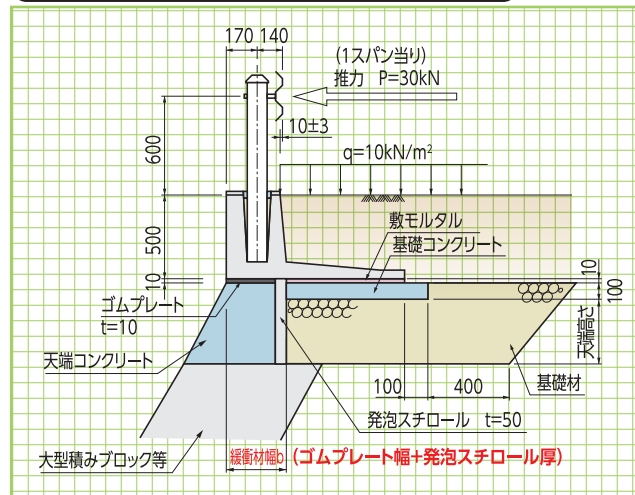 170 140
(1スパン当り)
推力 P=30kN
10±3
600
q=10kN/m²
500
敷モルタル
基礎コンクリート
10
10
100
ゴムプレート
t=10
天端高さ
天端コンクリート
100
400
基礎材
発泡スチロール t=50
大型積みブロック等
緩衝材幅b (ゴムプレート幅+発泡スチロール厚)